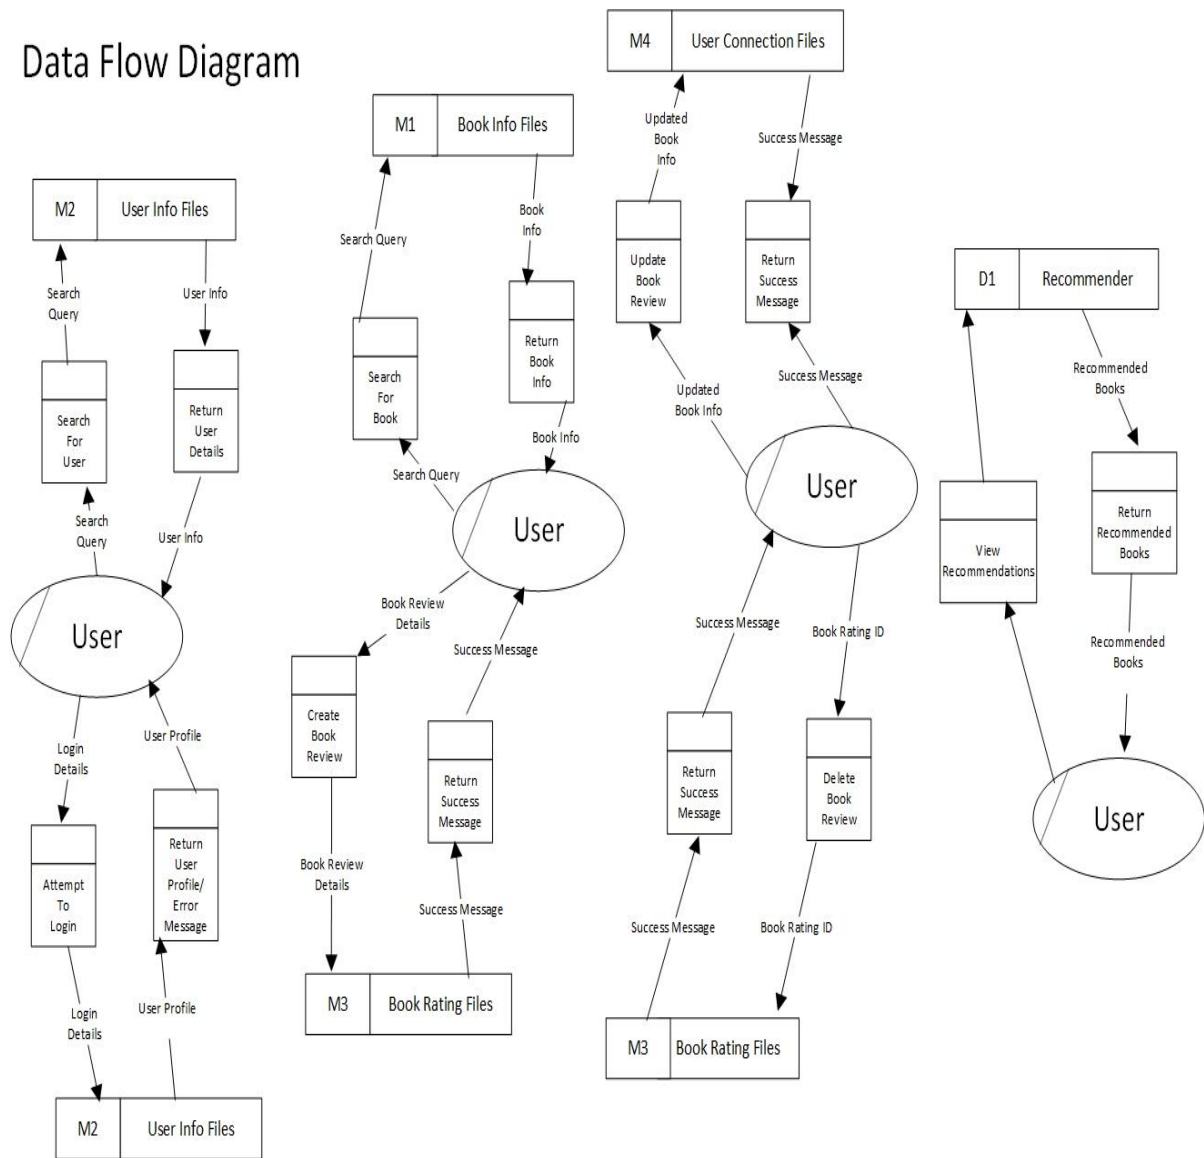 Data Flow Diagram
M2
User Info Files
Search
Query
User Info
Search
For
User
Return
User
Details
Search
Query
User Info
User
Login
Details
User Profile
Attempt
To
Login
Return
User
Profile/
Error
Message
Login
Details
User Profile
M2
User Info Files
M1
Book Info Files
Search Query
Book
Info
Search
For
Book
Return
Book
Info
Search Query
Book Info
User
Book Review
Details
Success Message
Create
Book
Review
Return
Success
Message
Book Review
Details
Success Message
M3
Book Rating Files
M4
User Connection Files
Updated
Book
Info
Success Message
Update
Book
Review
Return
Success
Message
Updated
Book Info
Success Message
User
Success Message
Book Rating ID
Return
Success
Message
Delete
Book
Review
Success Message
Book Rating ID
M3
Book Rating Files
D1
Recommender
Recommended
Books
View
Recommendations
Return
Recommended
Books
Recommended
Books
User